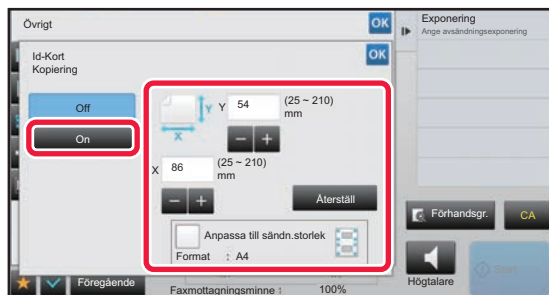 Övrigt
OK
Exponering
Ange avsändningsexponering
Id-Kort
Kopiering
OK
Off
On
Y
Y
54
(25 ~ 210)
mm
X
X
86
(25 ~ 210)
mm
Återställ
Anpassa till sändn.storlek
Format : A4
Förhandsgr.
CA
Högtalare
Start
Föregående
Faxmottagningsminne : 100%